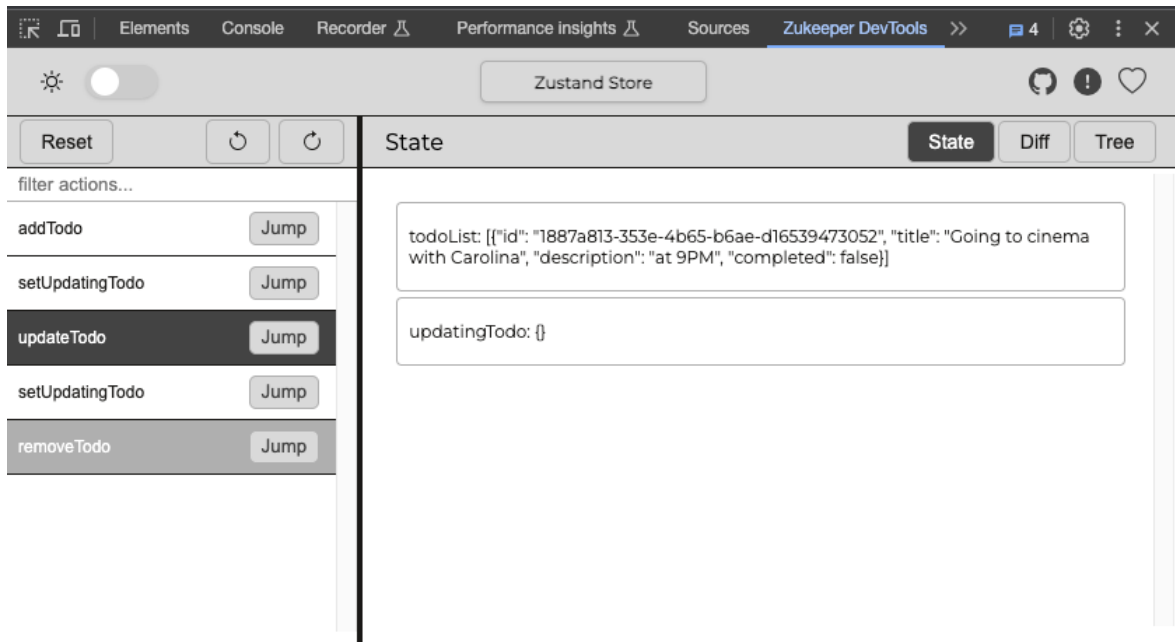 Elements Console Recorder Performance insights Sources Zukeeper DevTools >> 4
Zustand Store
Reset
State
State Diff Tree
filter actions...
addTodo Jump
setUpdatingTodo Jump
updateTodo Jump
setUpdatingTodo Jump
removeTodo Jump
todoList: [{"id": "1887a813-353e-4b65-b6ae-d16539473052", "title": "Going to cinema
with Carolina", "description": "at 9PM", "completed": false}]
updatingTodo: {}